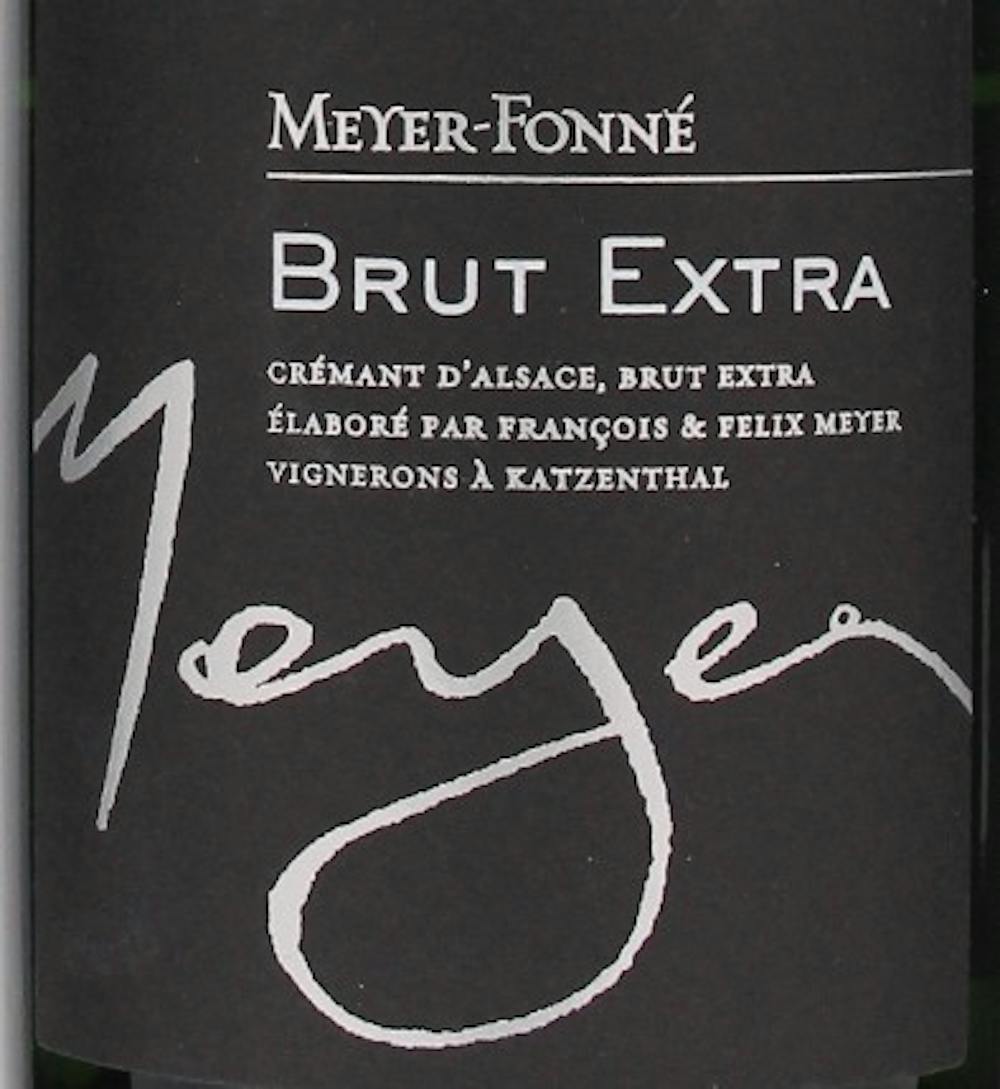 MEYER-FONNÉ
BRUT EXTRA
CRÉMANT D'ALSACE, BRUT EXTRA
ÉLABORÉ PAR FRANÇOIS & FELIX MEYER
VIGNERONS À KATZENTHAL
Meyer